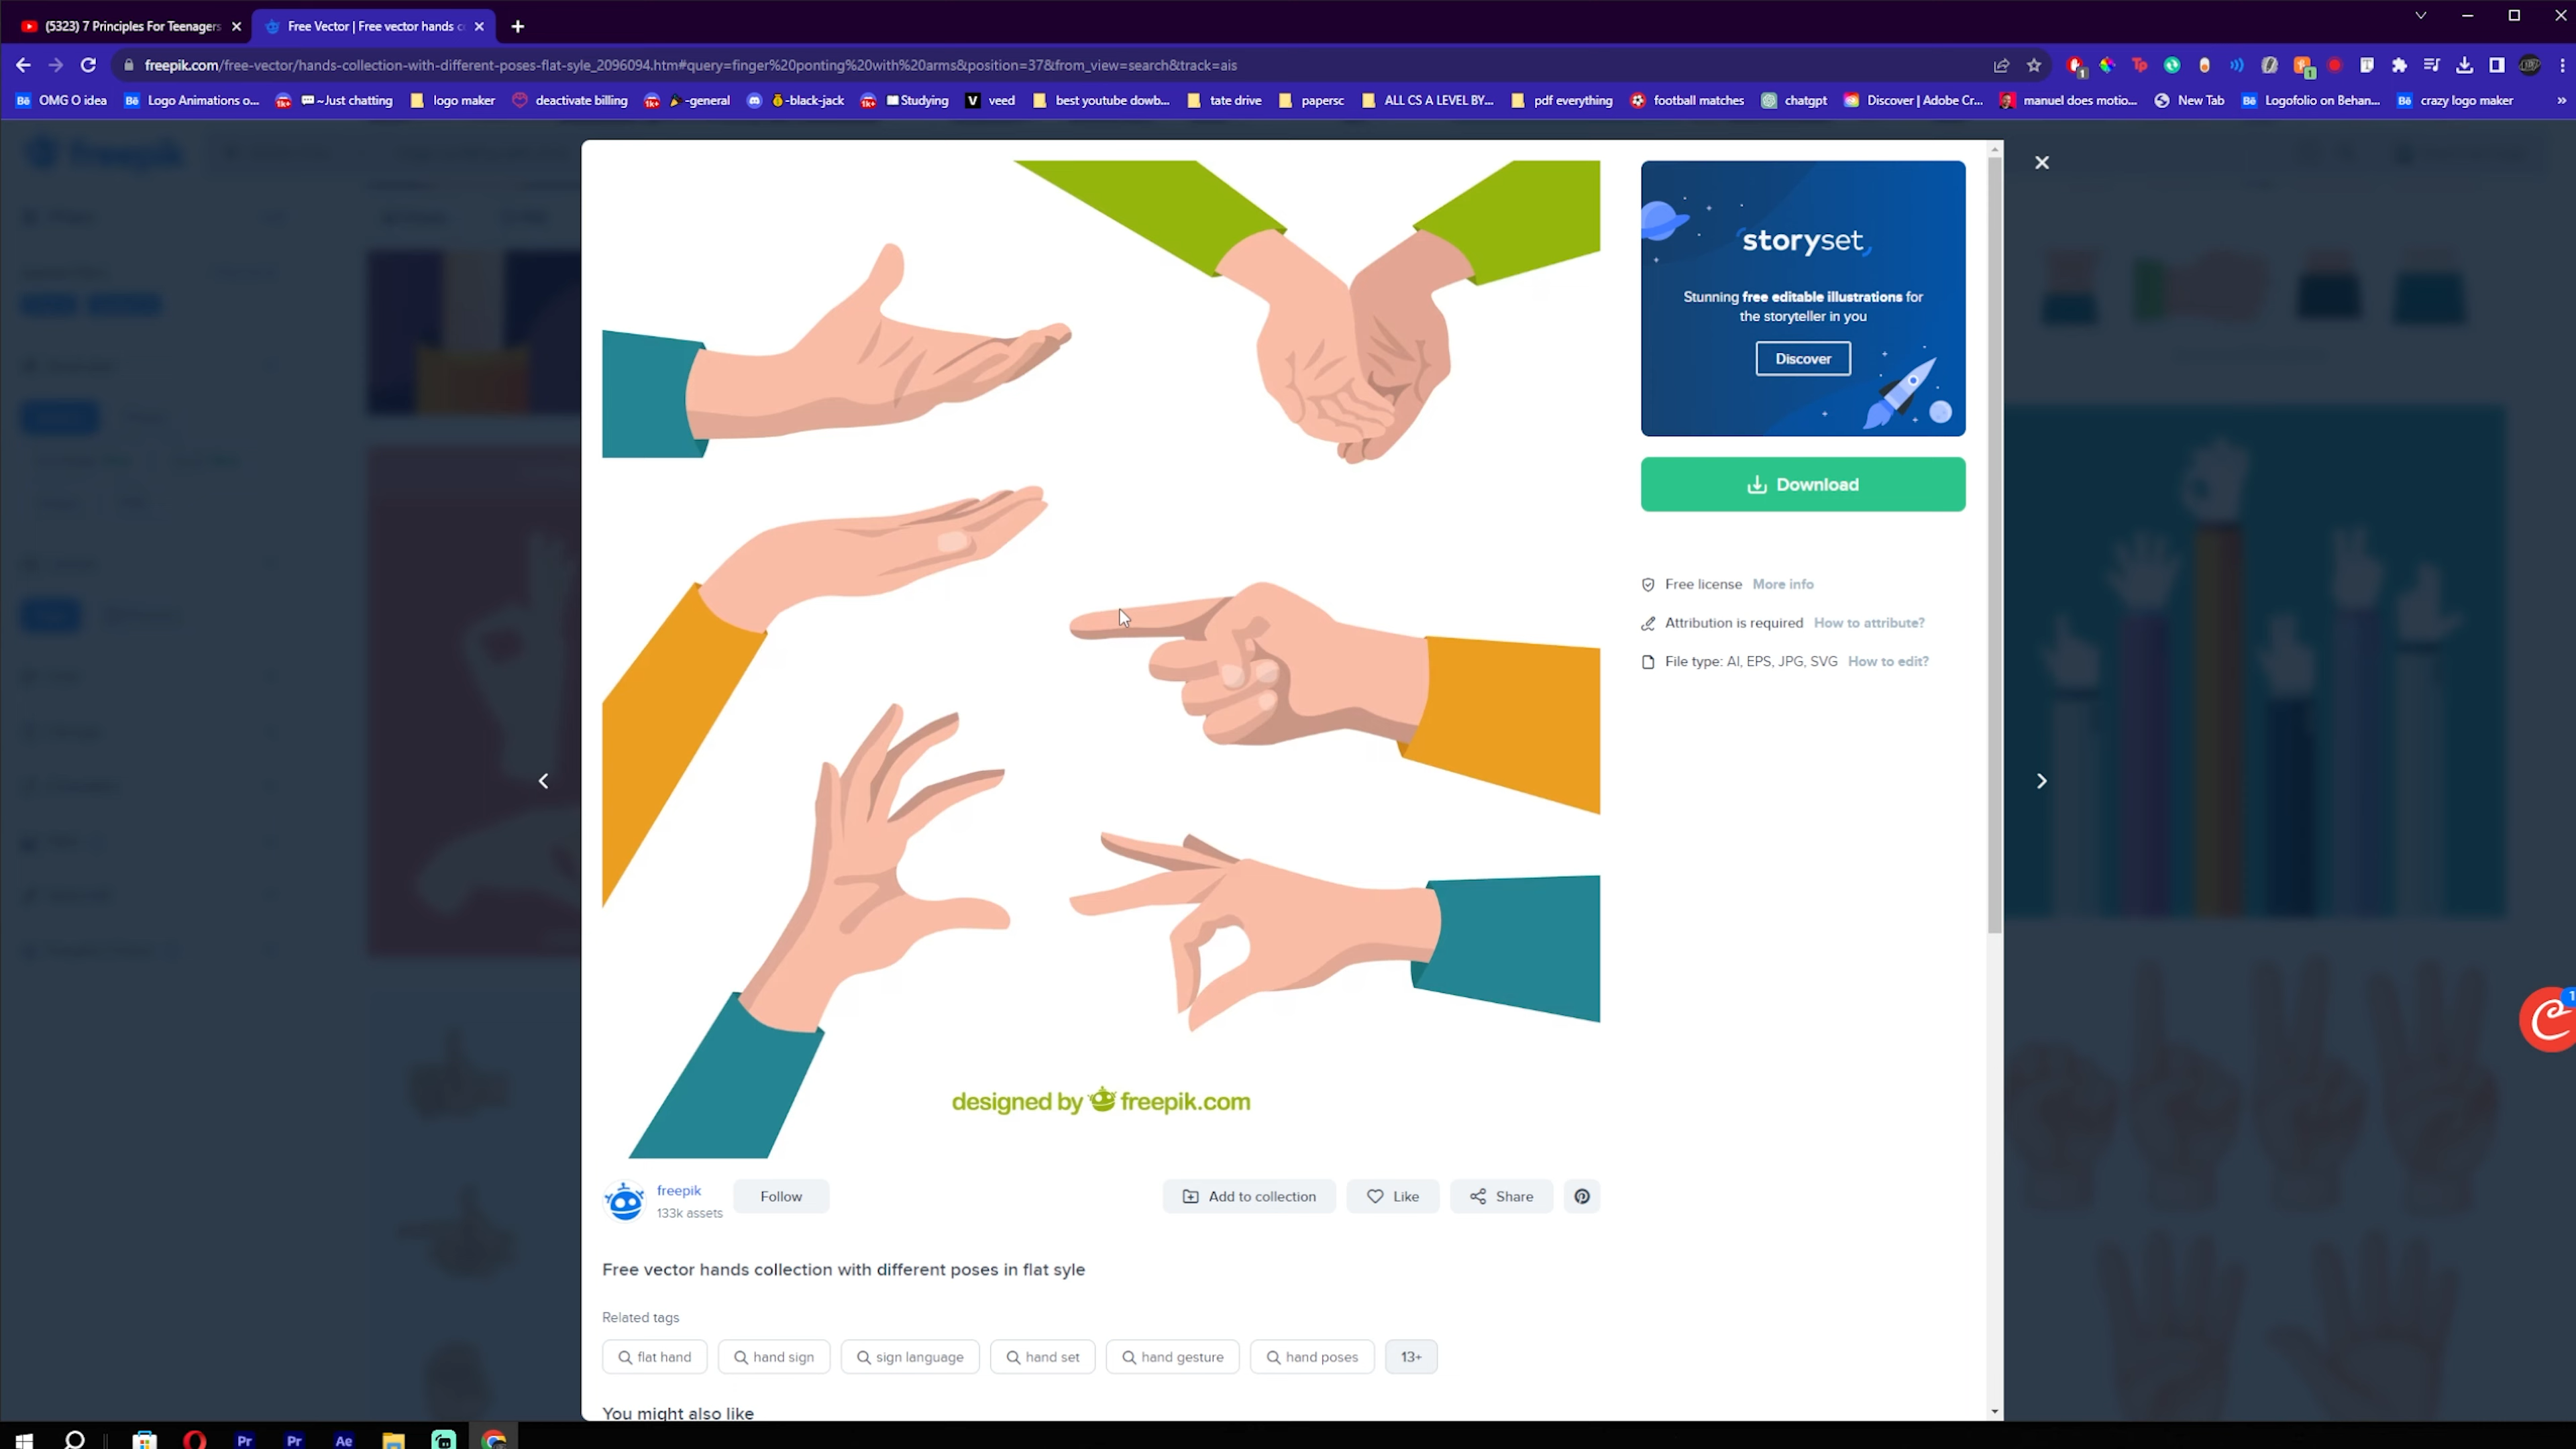 (5323) 7 Principles For Teenagers
Free Vector | Free vector hands c
freepik.com/free-vector/hands-collection-with-different-poses-flat-syle_2096094.htm#query=finger%20ponting%20with%20arms&position=37&from_view=search&track=ais
OMG O idea
Logo Animations o...
~Just chatting
logo maker
deactivate billing
-general
-black-jack
Studying
veed
best youtube dowb...
tate drive
papersc
ALL CS A LEVEL BY...
pdf everything
football matches
chatgpt
Discover | Adobe Cr...
manuel does motio...
New Tab
Logofolio on Behan...
crazy logo maker
freepik
storyset
Stunning free editable illustrations for
the storyteller in you
Discover
Download
Free license More info
Attribution is required How to attribute?
File type: AI, EPS, JPG, SVG How to edit?
designed by freepik.com
freepik
133k assets
Follow
Add to collection
Like
Share
Free vector hands collection with different poses in flat syle
Related tags
flat hand
hand sign
sign language
hand set
hand gesture
hand poses
13+
You might also like
Pr
Pr
Ae